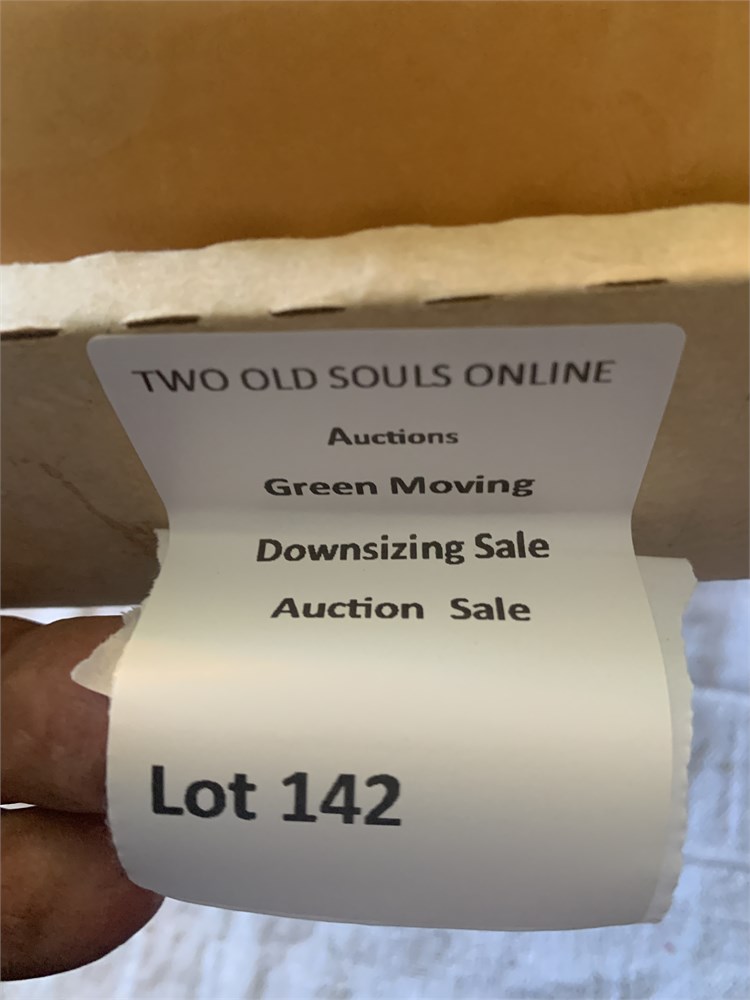 TWO OLD SOULS ONLINE
Auctions
Green Moving
Downsizing Sale
Auction Sale
Lot 142